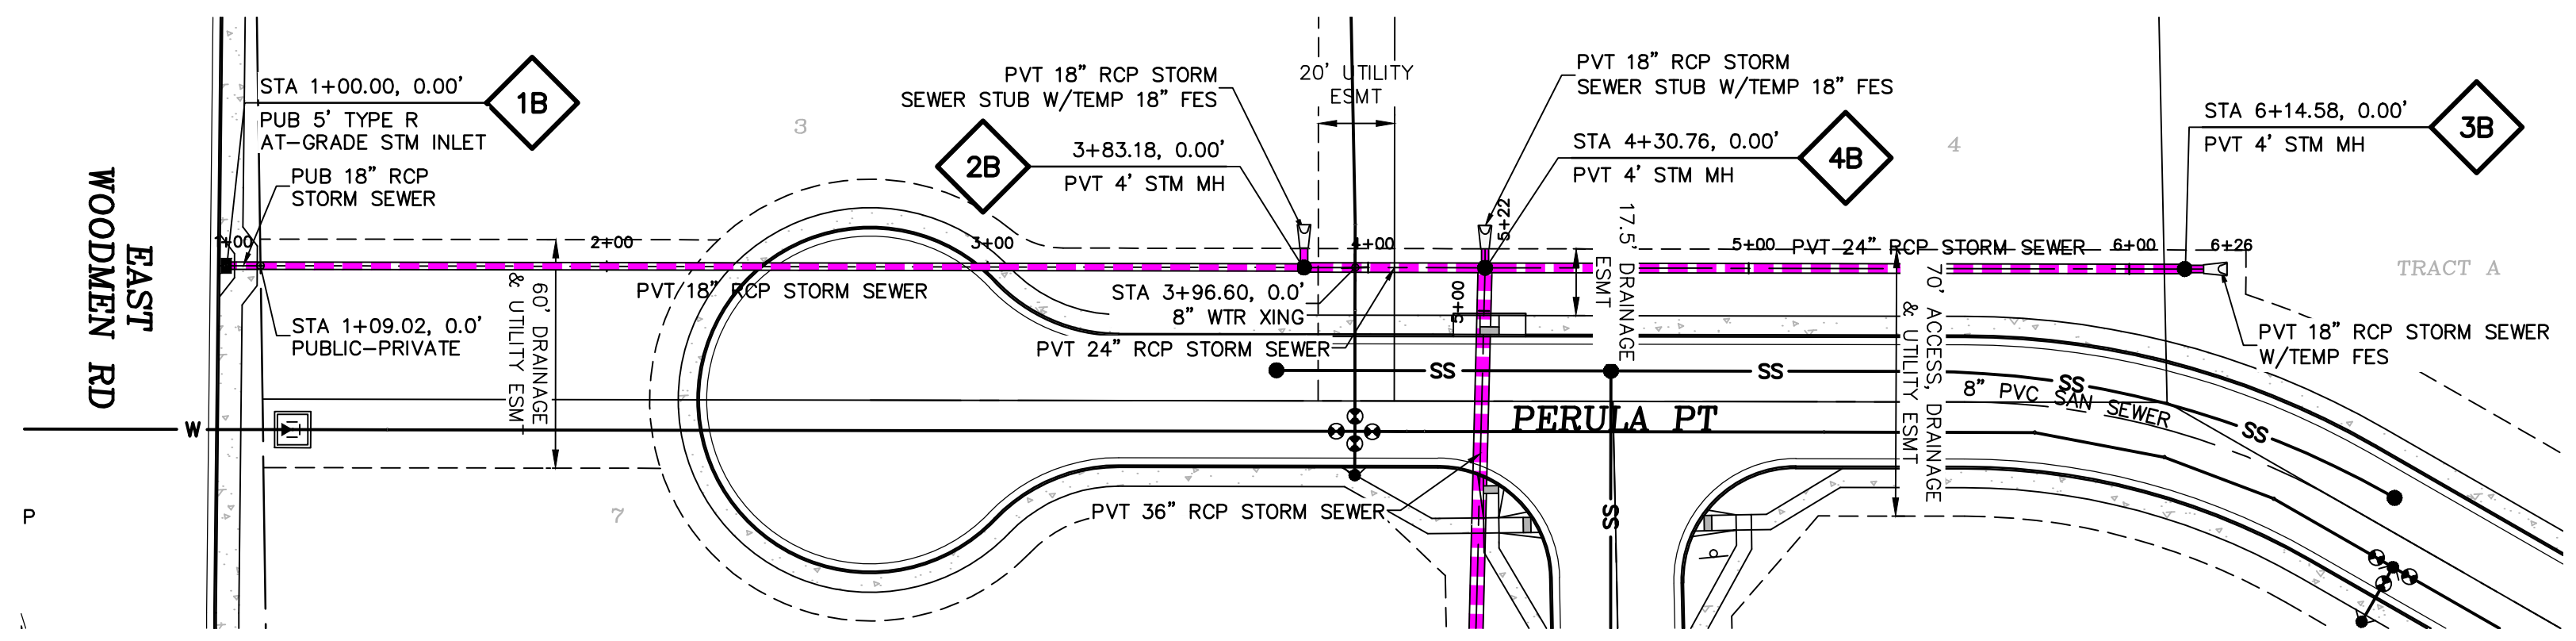 STA 1+00.00, 0.00'
PUB 5' TYPE R
AT-GRADE STM INLET
1B
PUB 18" RCP
STORM SEWER
EAST
WOODMEN RD
1+00
STA 1+09.02, 0.0'
PUBLIC-PRIVATE
W
P
2+00
60' DRAINAGE
& UTILITY ESMT
PVT 18" RCP STORM SEWER
3
7
3+00
PVT 18" RCP STORM
SEWER STUB W/TEMP 18" FES
2B
3+83.18, 0.00'
PVT 4' STM MH
20' UTILITY
ESMT
4+00
STA 3+96.60, 0.0'
8" WTR XING
PVT 24" RCP STORM SEWER
PVT 36" RCP STORM SEWER
PVT 18" RCP STORM
SEWER STUB W/TEMP 18" FES
5+22
5+00
STA 4+30.76, 0.00'
PVT 4' STM MH
4B
17.5' DRAINAGE
ESMT
SS
SS
SS
SS
SS
PERULA PT
5+00
PVT 24" RCP STORM SEWER
6+00
6+26
4
70' ACCESS, DRAINAGE
& UTILITY ESMT
8" PVC SAN SEWER
STA 6+14.58, 0.00'
PVT 4' STM MH
3B
TRACT A
PVT 18" RCP STORM SEWER
W/TEMP FES